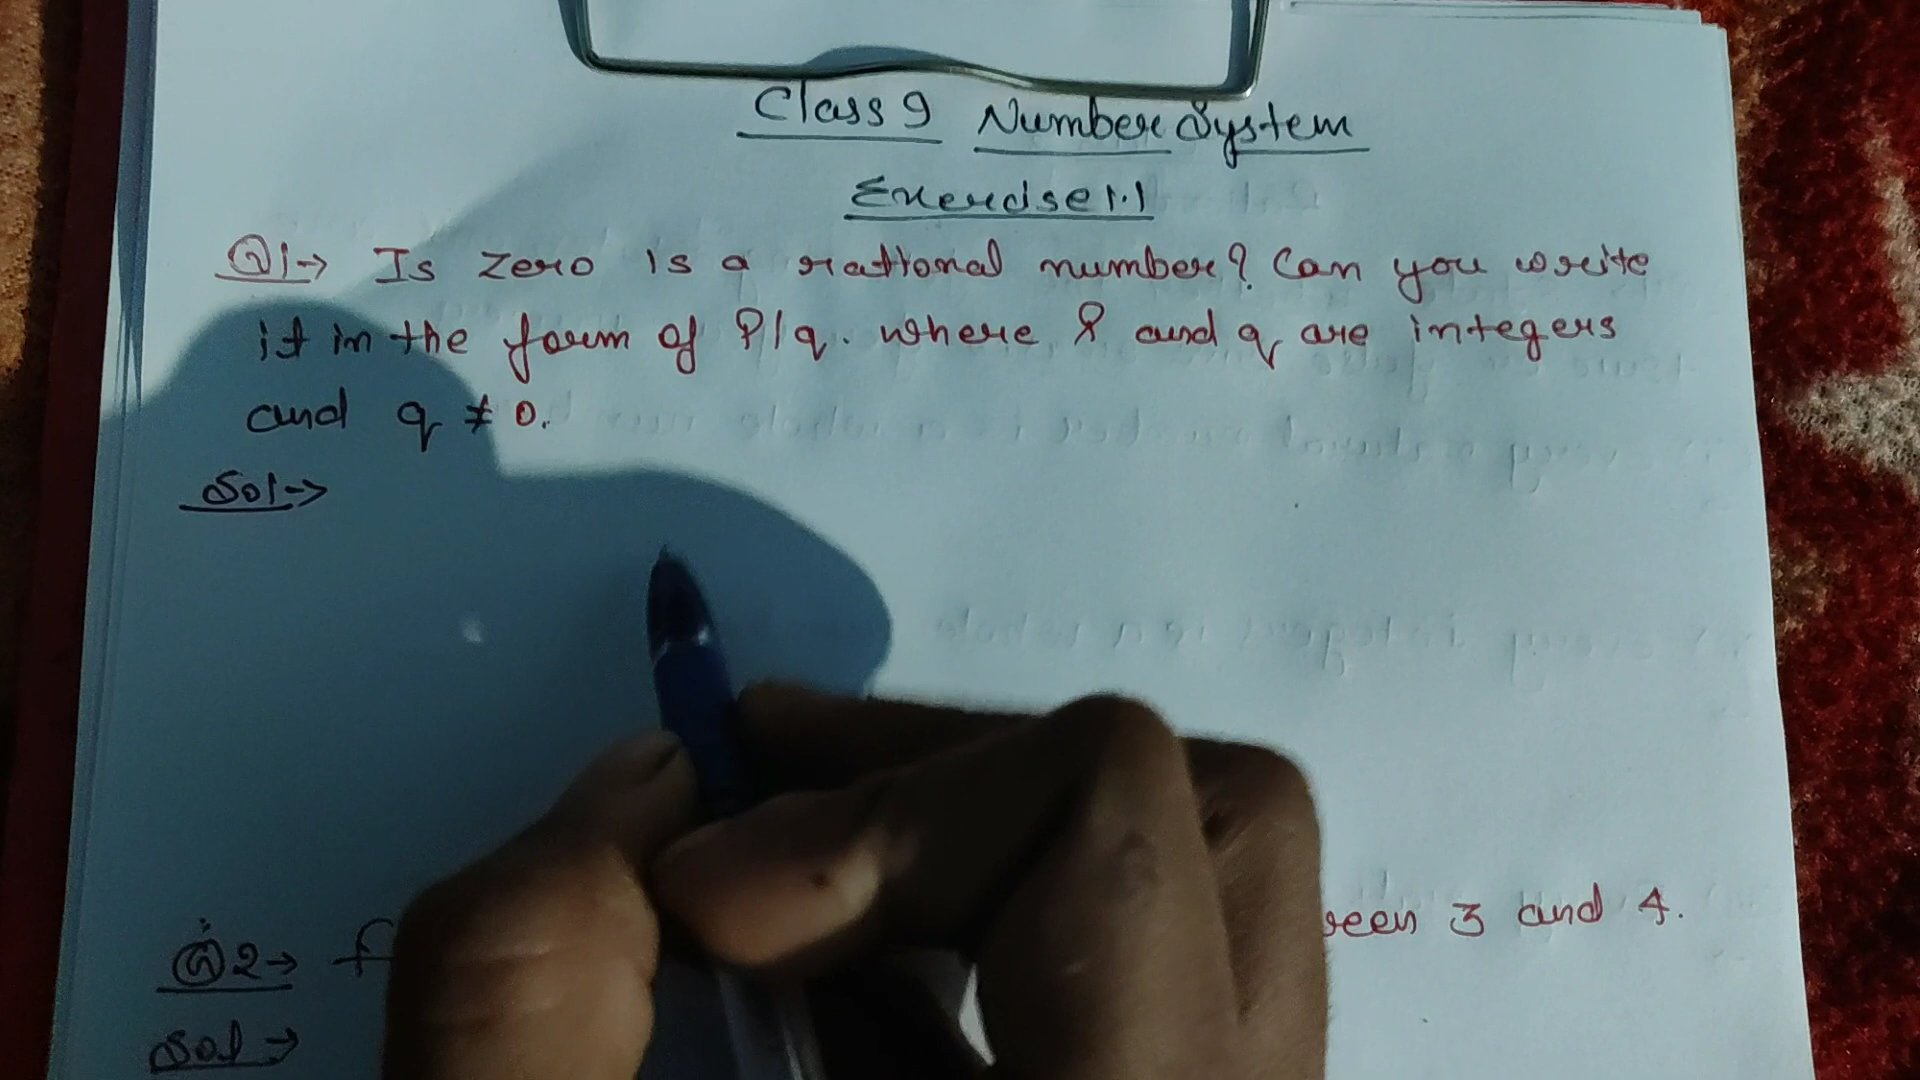 Class 9 Number System
Exercise 1.1
Q1→ Is zero is a rational number? Can you write
it in the form of P/q. where P and q are integers
and q ≠ 0.
Sol→
Q2→ f
3 and 4.
Sol→